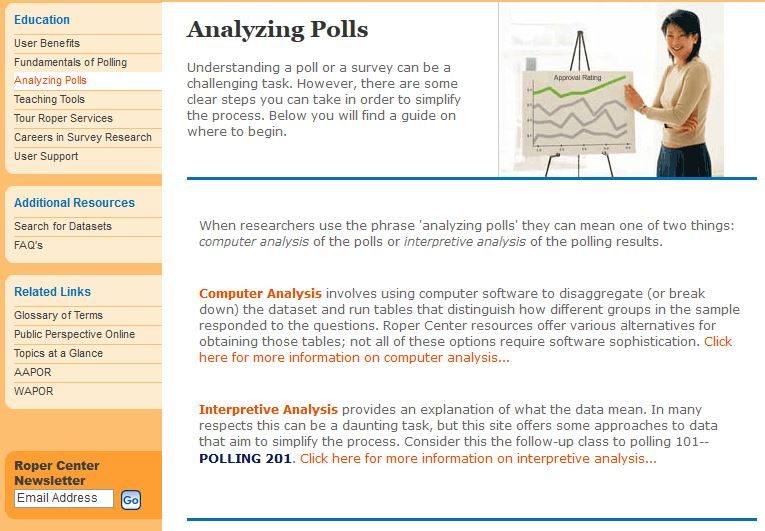 Education
User Benefits
Fundamentals of Polling
Analyzing Polls
Teaching Tools
Tour Roper Services
Careers in Survey Research
User Support
Additional Resources
Search for Datasets
FAQ's
Related Links
Glossary of Terms
Public Perspective Online
Topics at a Glance
AAPOR
WAPOR
Roper Center
Newsletter
Email Address
Go
Analyzing Polls
Understanding a poll or a survey can be a
challenging task. However, there are some
clear steps you can take in order to simplify
the process. Below you will find a guide on
where to begin.
Approval Rating
When researchers use the phrase 'analyzing polls' they can mean one of two things:
computer analysis of the polls or interpretive analysis of the polling results.
Computer Analysis involves using computer software to disaggregate (or break
down) the dataset and run tables that distinguish how different groups in the sample
responded to the questions. Roper Center resources offer various alternatives for
obtaining those tables; not all of these options require software sophistication. Click
here for more information on computer analysis...
Interpretive Analysis provides an explanation of what the data mean. In many
respects this can be a daunting task, but this site offers some approaches to data
that aim to simplify the process. Consider this the follow-up class to polling 101--
POLLING 201. Click here for more information on interpretive analysis...